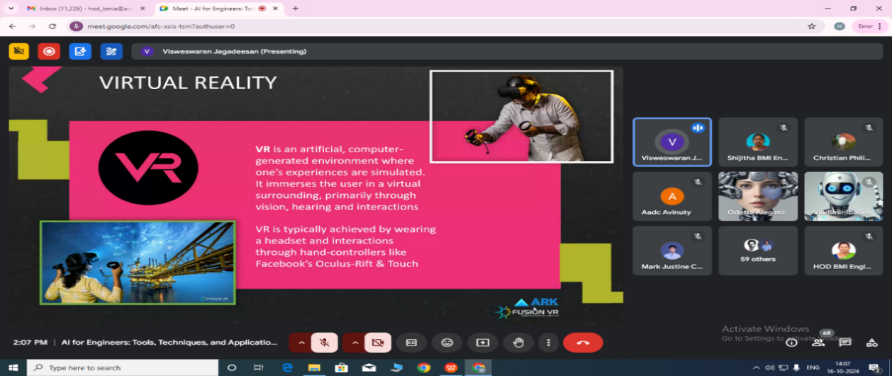 Inbox (11,226) - hod_bmie@av
Meet - AI for Engineers: To
meet.google.com/afc-xsis-tsm?authuser=0
Error
V
Visweswaran Jagadeesan (Presenting)
VIRTUAL REALITY
VR
VR is an artificial, computer-
generated environment where
one's experiences are simulated.
It immerses the user in a virtual
surrounding, primarily through
vision, hearing and interactions
VR is typically achieved by wearing
a headset and interactions
through hand-controllers like
Facebook's Oculus-Rift & Touch
ARK
FUSION VR
V
Visweswaran J...
Shijitha BMI En...
Christian Phili...
A
Aadc Avinuty
Odette Alegato
Mark Justine C...
59 others
HOD BMI Engi...
2:07 PM | AI for Engineers: Tools, Techniques, and Applicatio...
68
Activate Windows
Go to Settings to activate Windows.
Type here to search
ENG
14:07
16-10-2024